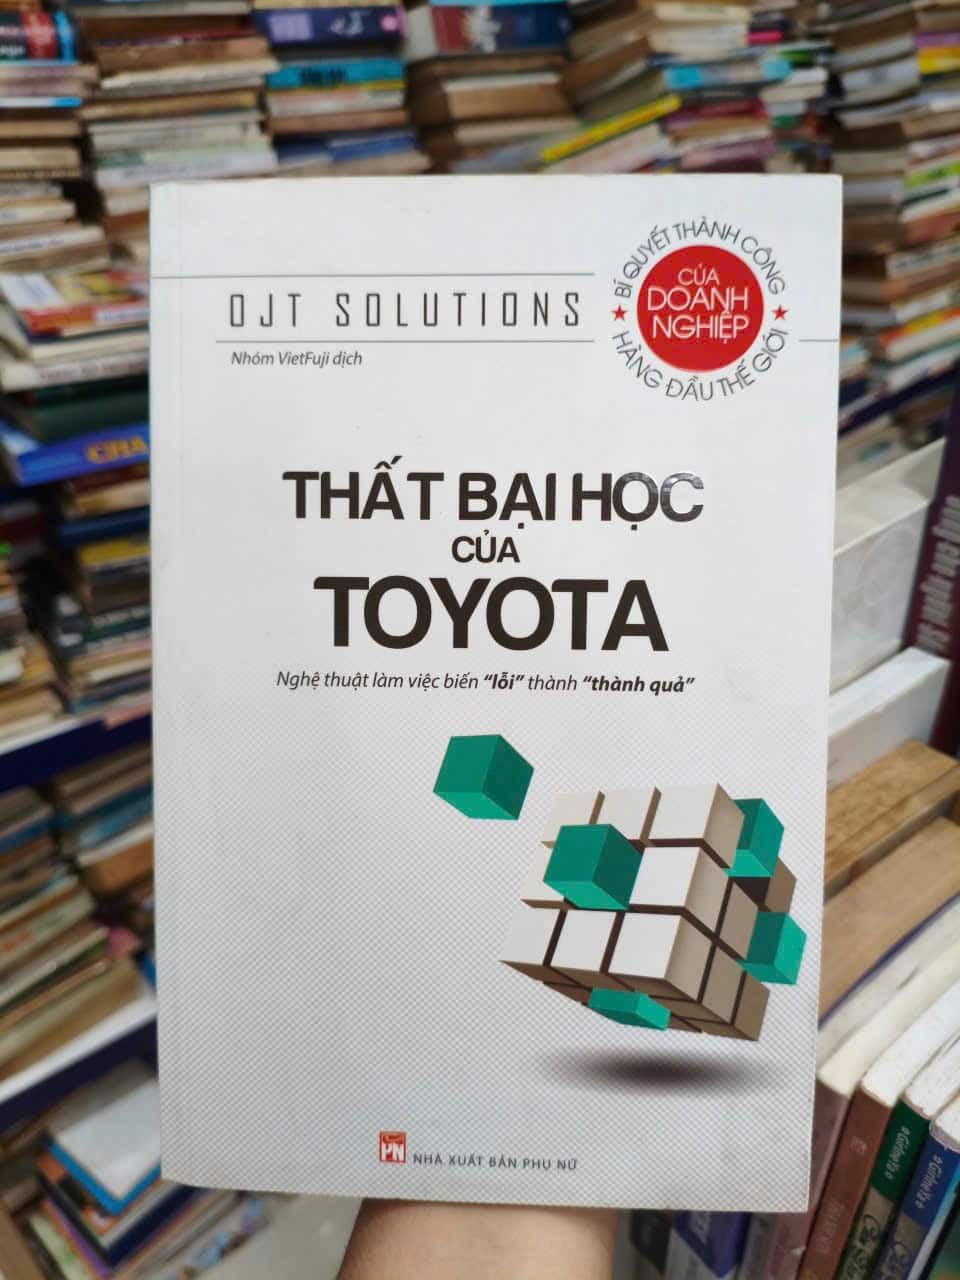 OJT SOLUTIONS
Nhóm VietFuji dịch
BÍ QUYẾT THÀNH CÔNG
CỦA
DOANH
NGHIỆP
HÀNG ĐẦU THẾ GIỚI
THẤT BẠI HỌC
CỦA
TOYOTA
Nghệ thuật làm việc biến “lỗi” thành “thành quả”
PN
NHÀ XUẤT BẢN PHỤ NỮ